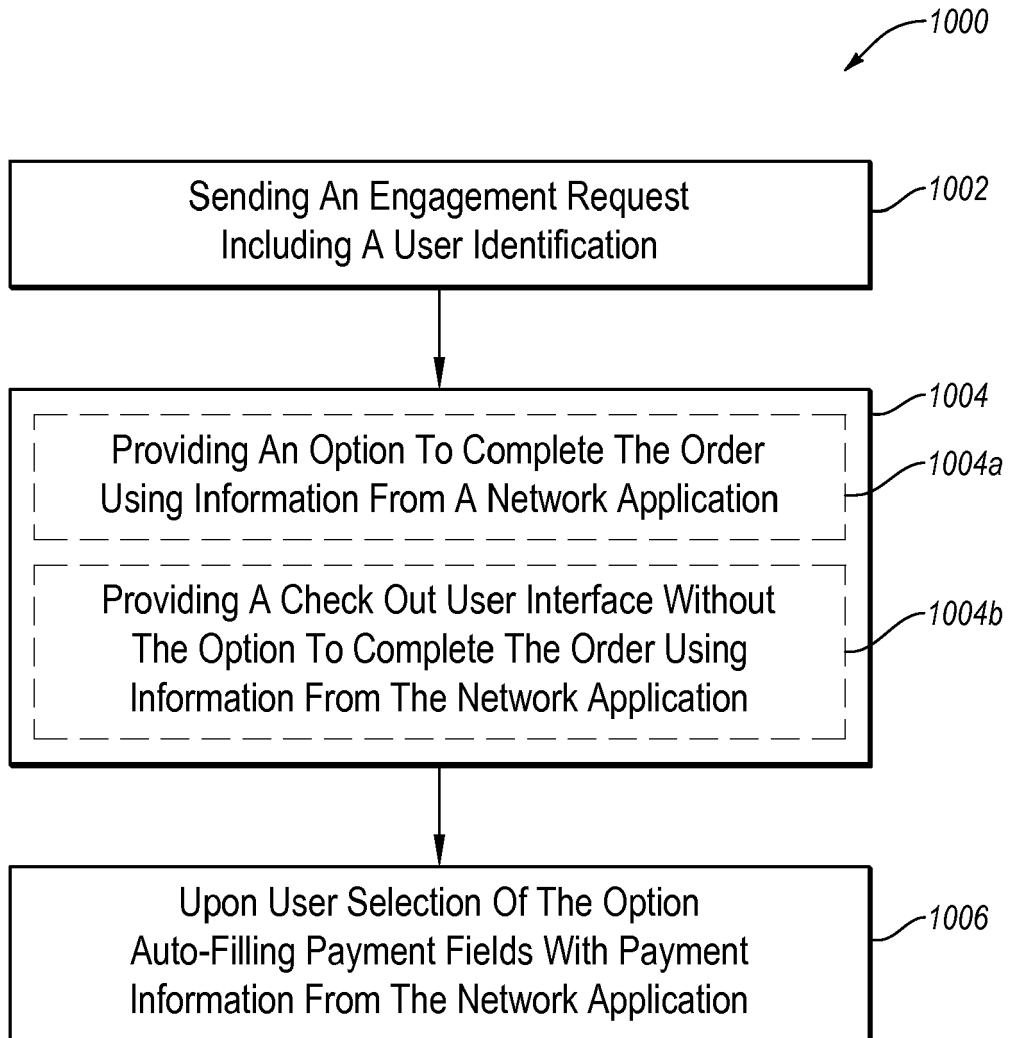 1000
Sending An Engagement Request
Including A User Identification
1002
1004
Providing An Option To Complete The Order
Using Information From A Network Application
1004a
Providing A Check Out User Interface Without
The Option To Complete The Order Using
Information From The Network Application
1004b
Upon User Selection Of The Option
Auto-Filling Payment Fields With Payment
Information From The Network Application
1006